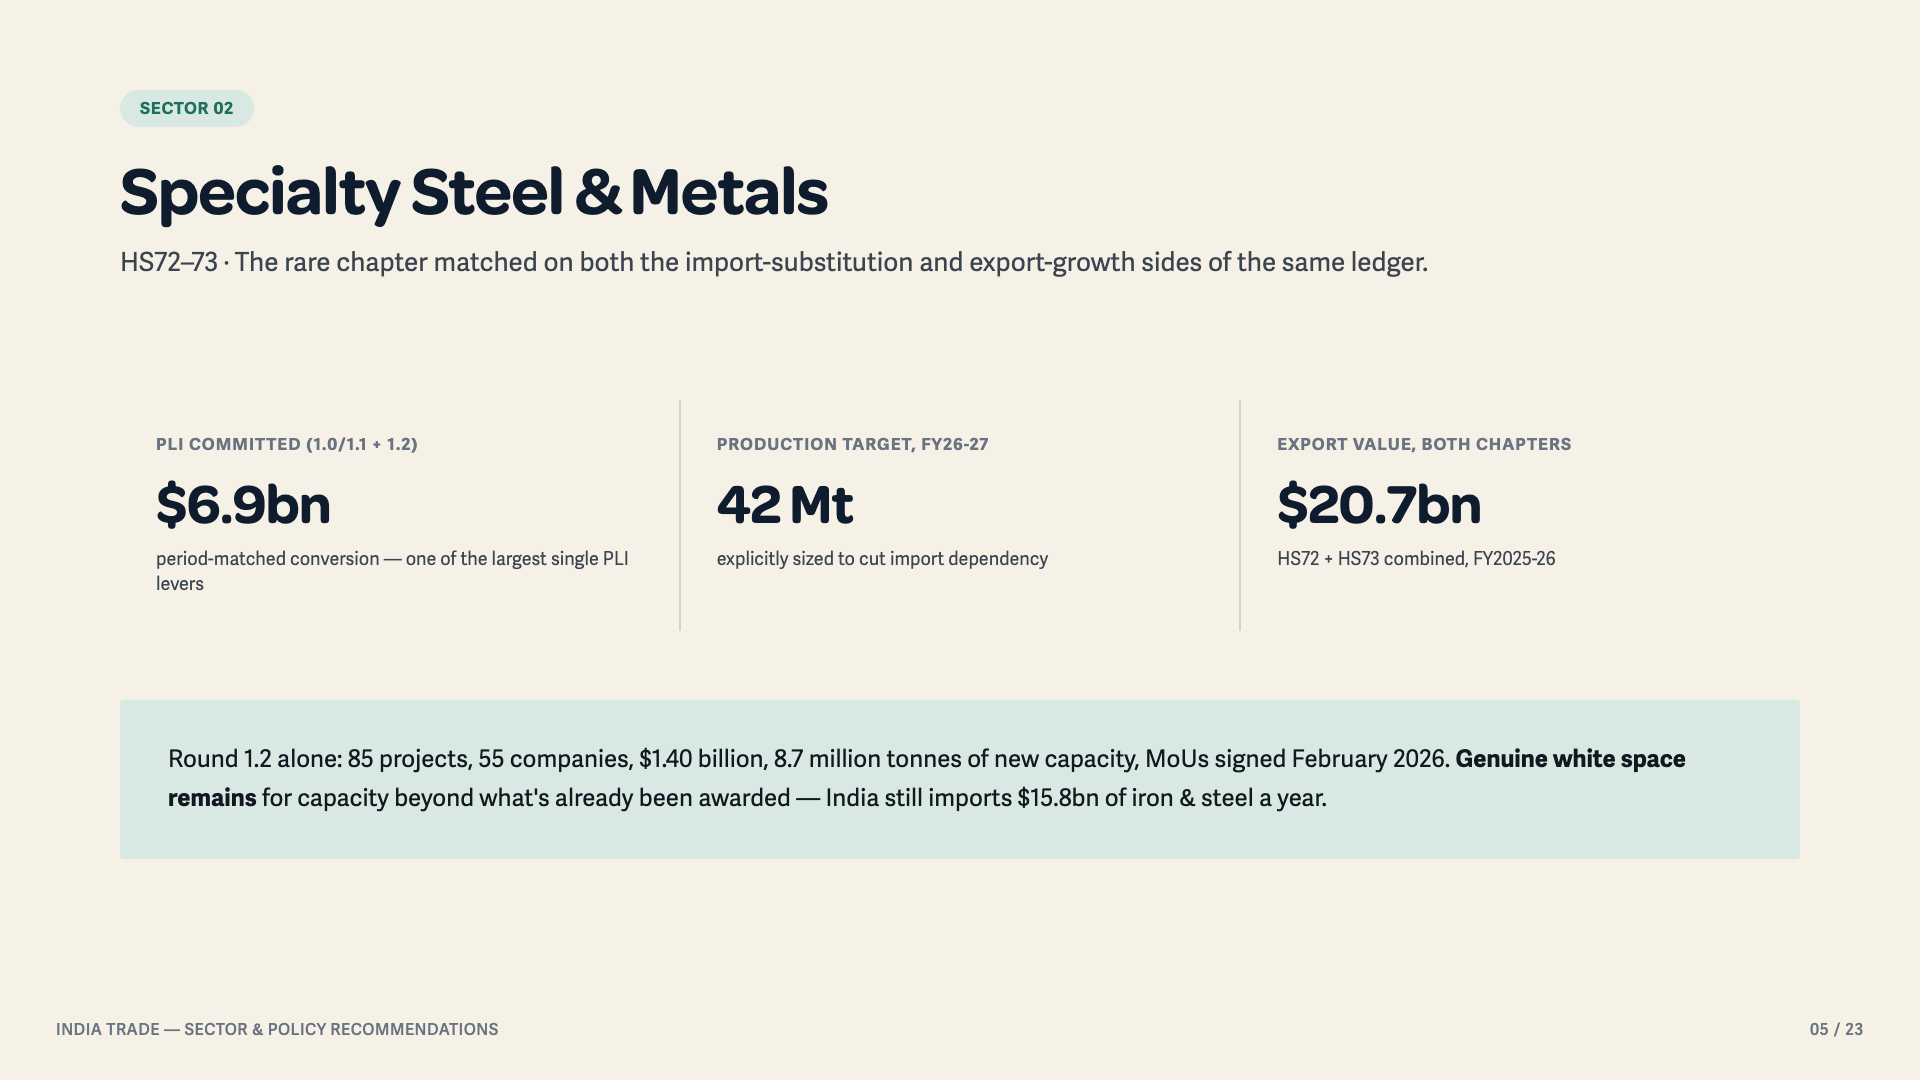 SECTOR 02
Specialty Steel & Metals
HS72–73 · The rare chapter matched on both the import-substitution and export-growth sides of the same ledger.
PLI COMMITTED (1.0/1.1 + 1.2)
$6.9bn
period-matched conversion — one of the largest single PLI
levers
PRODUCTION TARGET, FY26-27
42 Mt
explicitly sized to cut import dependency
EXPORT VALUE, BOTH CHAPTERS
$20.7bn
HS72 + HS73 combined, FY2025-26
Round 1.2 alone: 85 projects, 55 companies, $1.40 billion, 8.7 million tonnes of new capacity, MoUs signed February 2026. Genuine white space
remains for capacity beyond what's already been awarded — India still imports $15.8bn of iron & steel a year.
INDIA TRADE — SECTOR & POLICY RECOMMENDATIONS
05 / 23